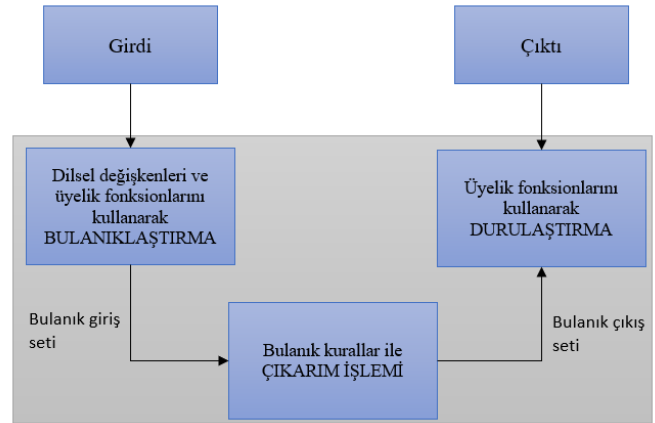 Girdi
Çıktı
Dilsel değişkenleri ve
üyelik fonksionlarını
kullanarak
BULANIKLAŞTIRMA
Üyelik fonksionlarını
kullanarak
DURULAŞTIRMA
Bulanık giriş
seti
Bulanık kurallar ile
ÇIKARIM İŞLEMİ
Bulanık çıkış
seti